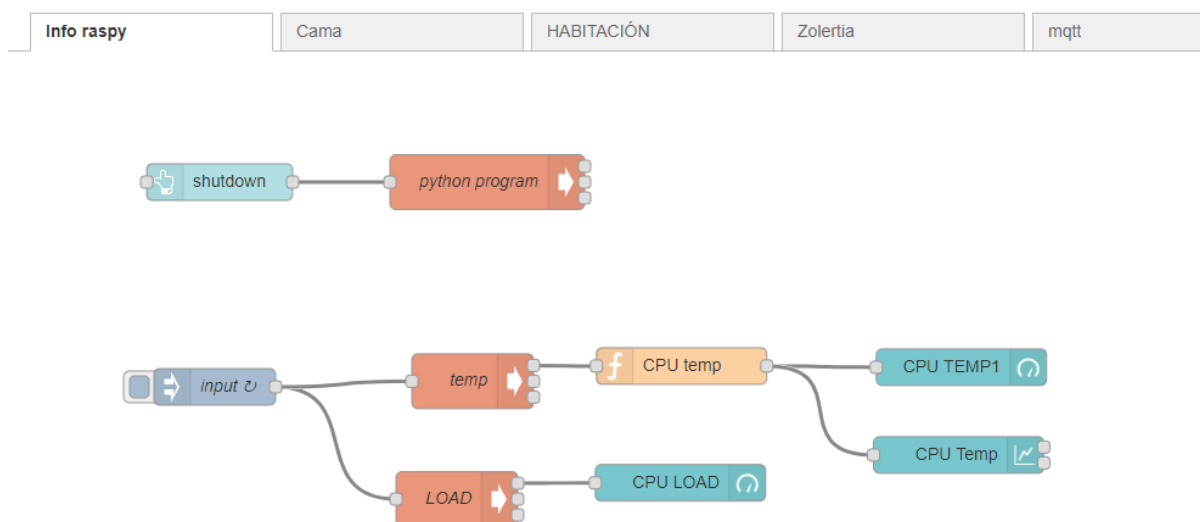 Info raspy
Cama
HABITACIÓN
Zolertia
mqtt
shutdown
python program
input ↻
temp
CPU temp
CPU TEMP1
CPU Temp
LOAD
CPU LOAD